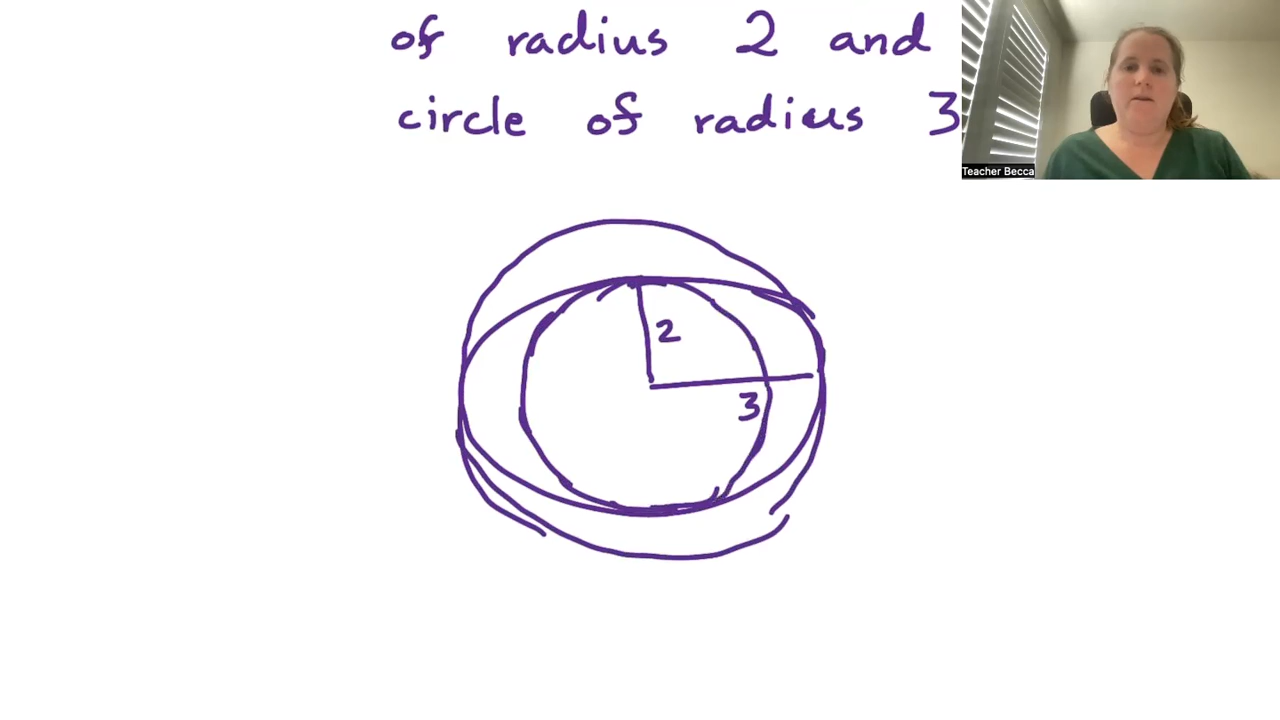 of radius 2 and
circle of radius 3
Teacher Becca
2
3